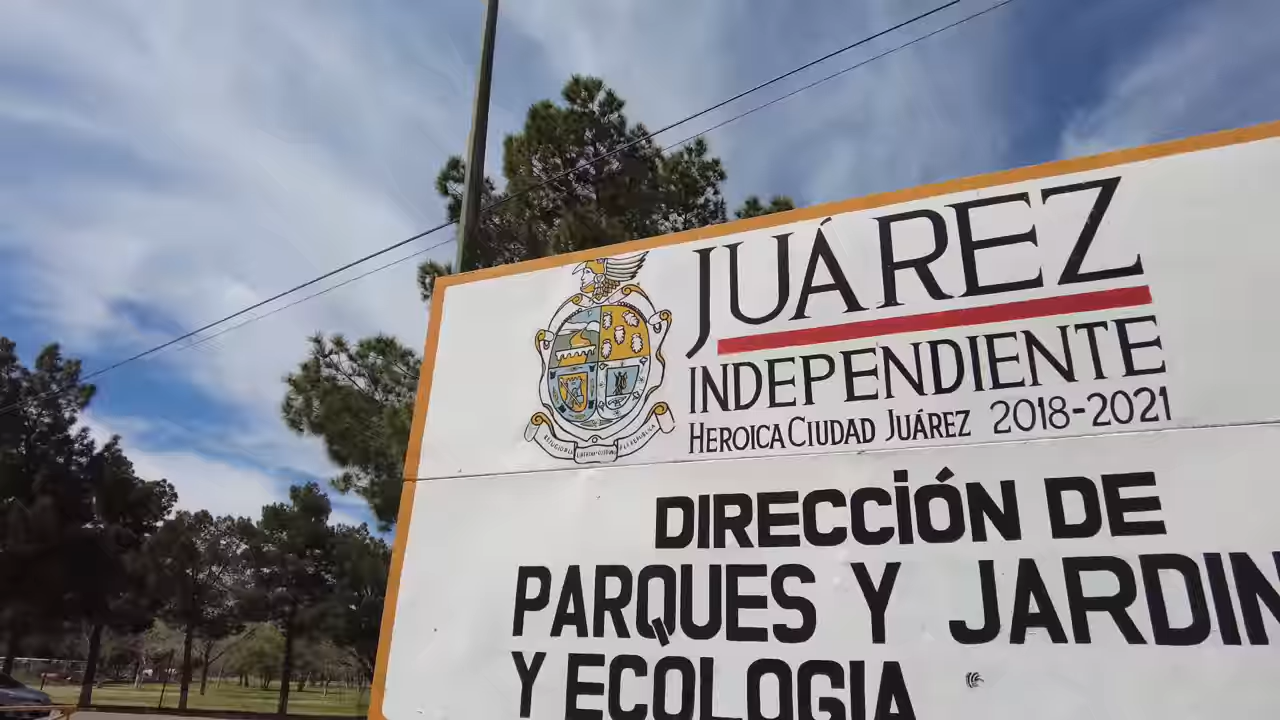 JUÁREZ
INDEPENDIENTE
HEROICA CIUDAD JUÁREZ 2018-2021
DIRECCIÓN DE
PARQUES Y JARDIN
Y ECOLOGIA